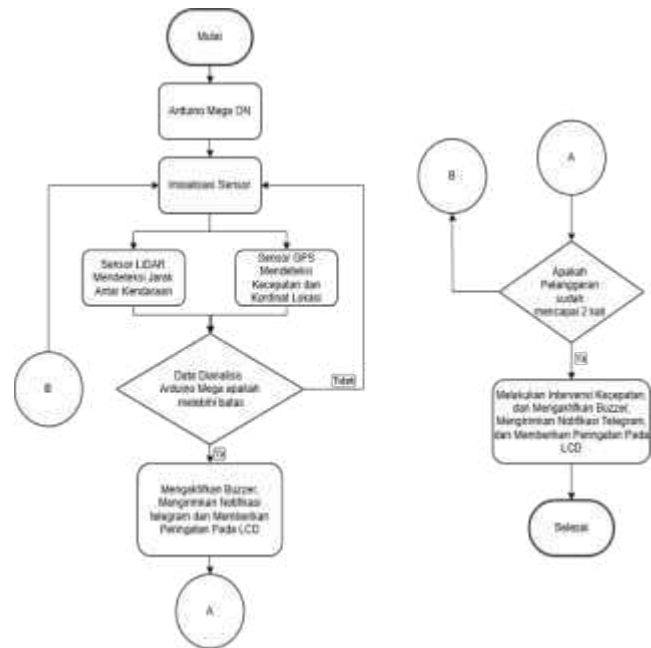 Mulai
Arduino Mega ON
Inisialisasi Sensor
Sensor LiDAR
Mendeteksi Jarak
Antar Kendaraan
Sensor GPS
Mendeteksi
Kecepatan dan
Kordinat Lokasi
B
Data Dianalisa
Arduino Mega apakah
melebihi batas
Tidak
Ya
Mengaktifkan Buzzer,
Mengirimkan Notifikasi
telegram dan Memberikan
Peringatan Pada LCD
A
A
B
Apakah
Pelanggaran
sudah
mencapai 2 kali
Ya
Melakukan Intervensi Kecepatan,
dan Mengaktifkan Buzzer,
Mengirimkan Notifikasi Telegram,
dan Memberikan Peringatan Pada
LCD
Selesai